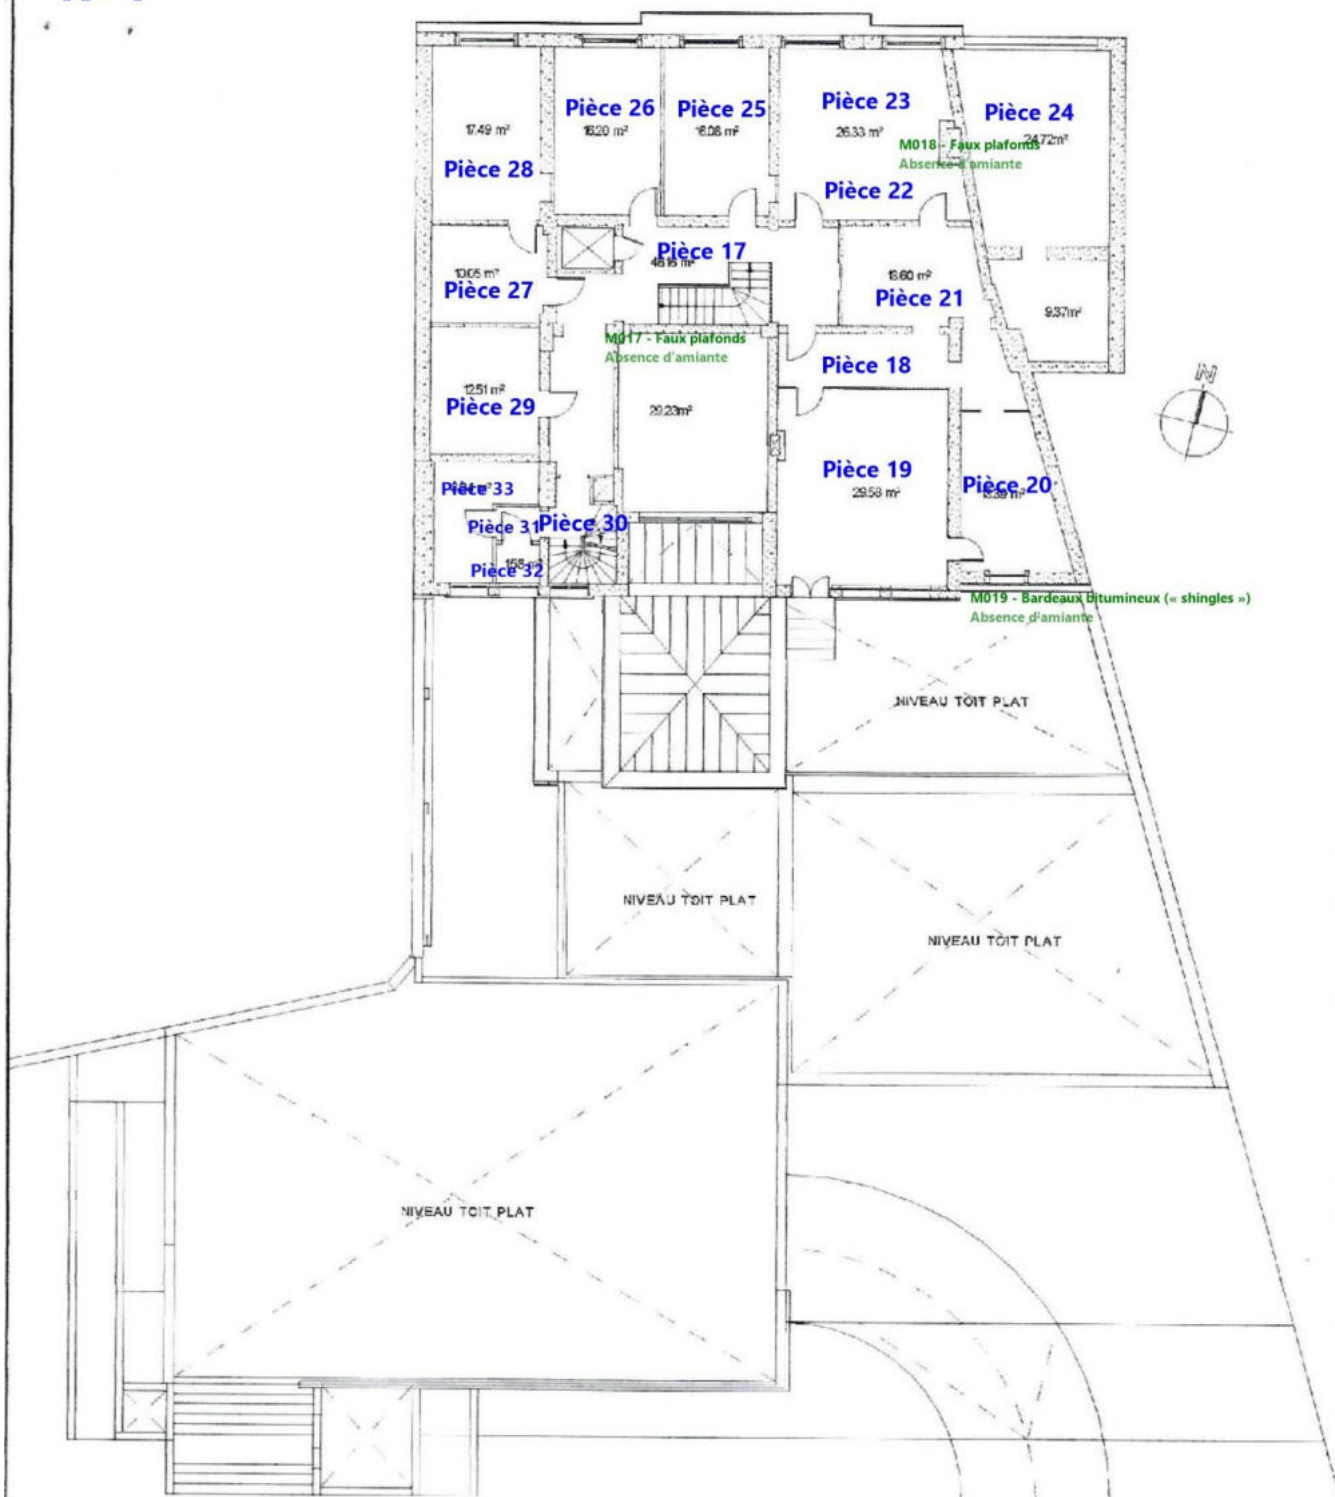 Pièce 26
Pièce 25
Pièce 23
Pièce 24
17.49 m²
16.20 m²
16.08 m²
26.33 m²
24.72m²
M018 - Faux plafonds
Absence d'amiante
Pièce 28
Pièce 22
Pièce 17
10.05 m²
Pièce 27
Pièce 21
9.37m²
M017 - Faux plafonds
Absence d'amiante
Pièce 18
N
12.51 m²
Pièce 29
29.23m²
Pièce 19
29.58 m²
Pièce 20
Pièce 33
Pièce 31
Pièce 30
Pièce 32
M019 - Bardeaux bitumineux (« shingles »)
Absence d'amiante
NIVEAU TOIT PLAT
NIVEAU TOIT PLAT
NIVEAU TOIT PLAT
NIVEAU TOIT PLAT